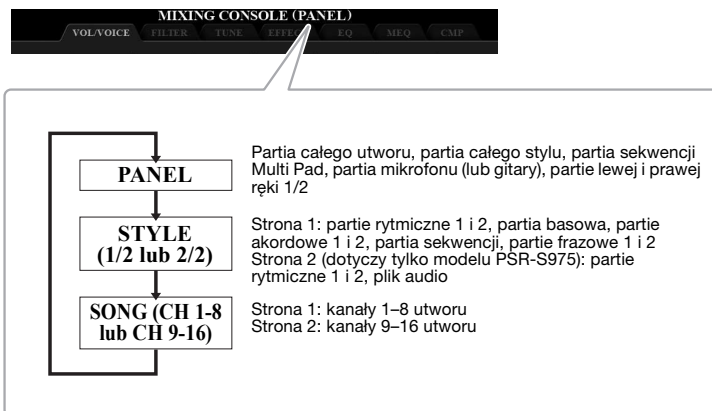 MIXING CONSOLE (PANEL)
VOL/VOICE FILTER TUNE EFFECT EQ MEQ CMP
PANEL
Partia całego utworu, partia całego stylu, partia sekwencji
Multi Pad, partia mikrofonu (lub gitary), partie lewej i prawej
ręki 1/2
STYLE
(1/2 lub 2/2)
Strona 1: partie rytmiczne 1 i 2, partia basowa, partie
akordowe 1 i 2, partia sekwencji, partie frazowe 1 i 2
Strona 2 (dotyczy tylko modelu PSR-S975): partie
rytmiczne 1 i 2, plik audio
SONG (CH 1-8
lub CH 9-16)
Strona 1: kanały 1–8 utworu
Strona 2: kanały 9–16 utworu